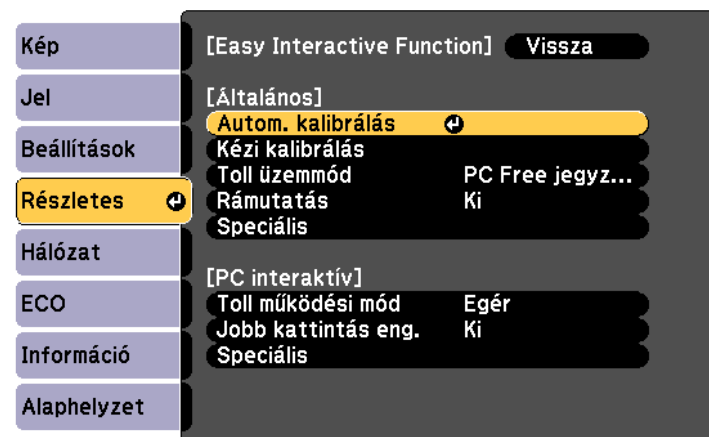 Kép
Jel
Beállítások
Részletes
Hálózat
ECO
Információ
Alaphelyzet
[Easy Interactive Function] Vissza
[Általános]
Autom. kalibrálás
Kézi kalibrálás
Toll üzemmód PC Free jegyz...
Rámutatás Ki
Speciális
[PC interaktív]
Toll működési mód Egér
Jobb kattintás eng. Ki
Speciális